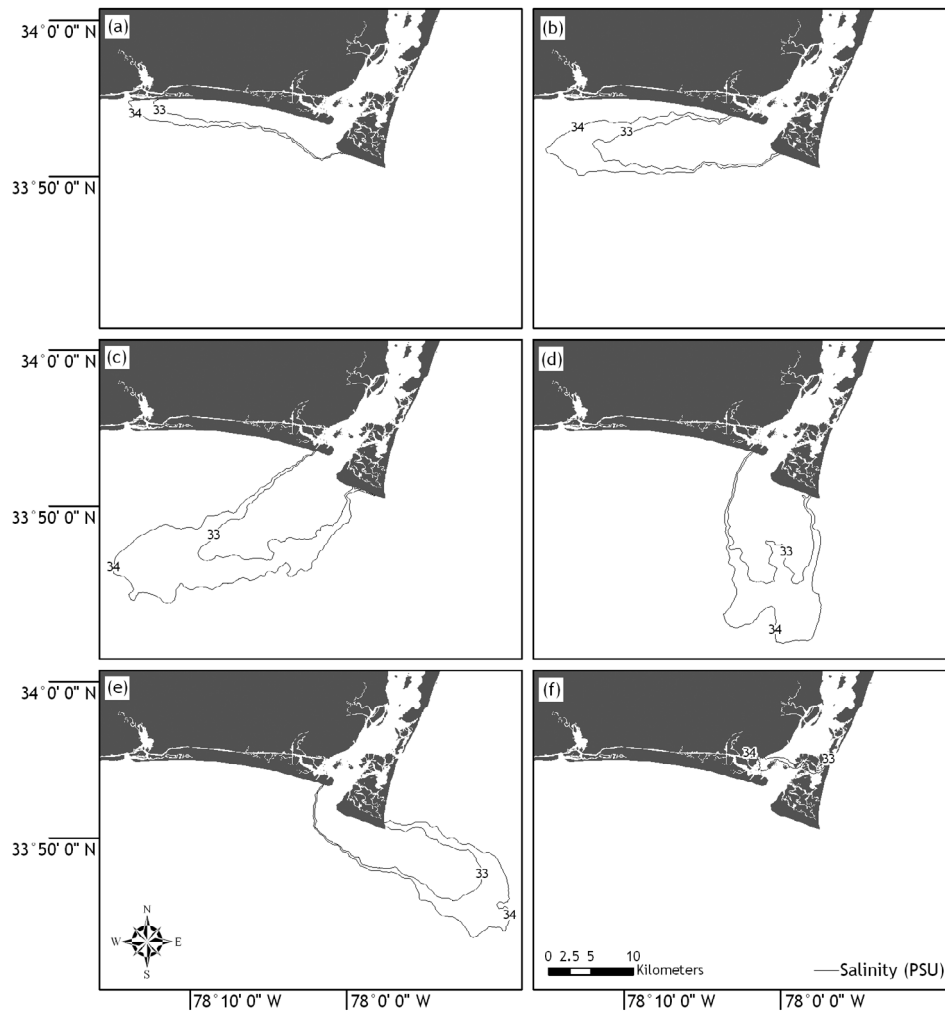 (a)
(b)
34° 0' 0" N
34
33
34
33
33° 50' 0" N
(c)
(d)
34° 0' 0" N
33° 50' 0" N
33
34
33
34
(e)
(f)
34° 0' 0" N
34
33
33° 50' 0" N
33
34
N
W
E
S
0 2.5 5 10
Kilometers
Salinity (PSU)
78° 10' 0" W
78° 0' 0" W
78° 10' 0" W
78° 0' 0" W